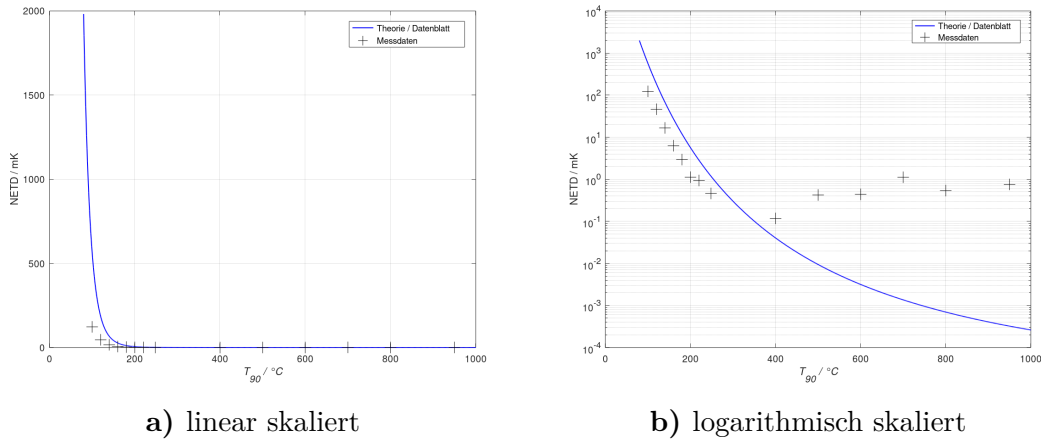 2000
1500
1000
500
0
NETD / mK
Theorie / Datenblatt
Messdaten
0 200 400 600 800 1000
T90 / °C
a) linear skaliert
10^4
10^3
10^2
10^1
10^0
10^-1
10^-2
10^-3
10^-4
NETD / mK
Theorie / Datenblatt
Messdaten
0 200 400 600 800 1000
T90 / °C
b) logarithmisch skaliert